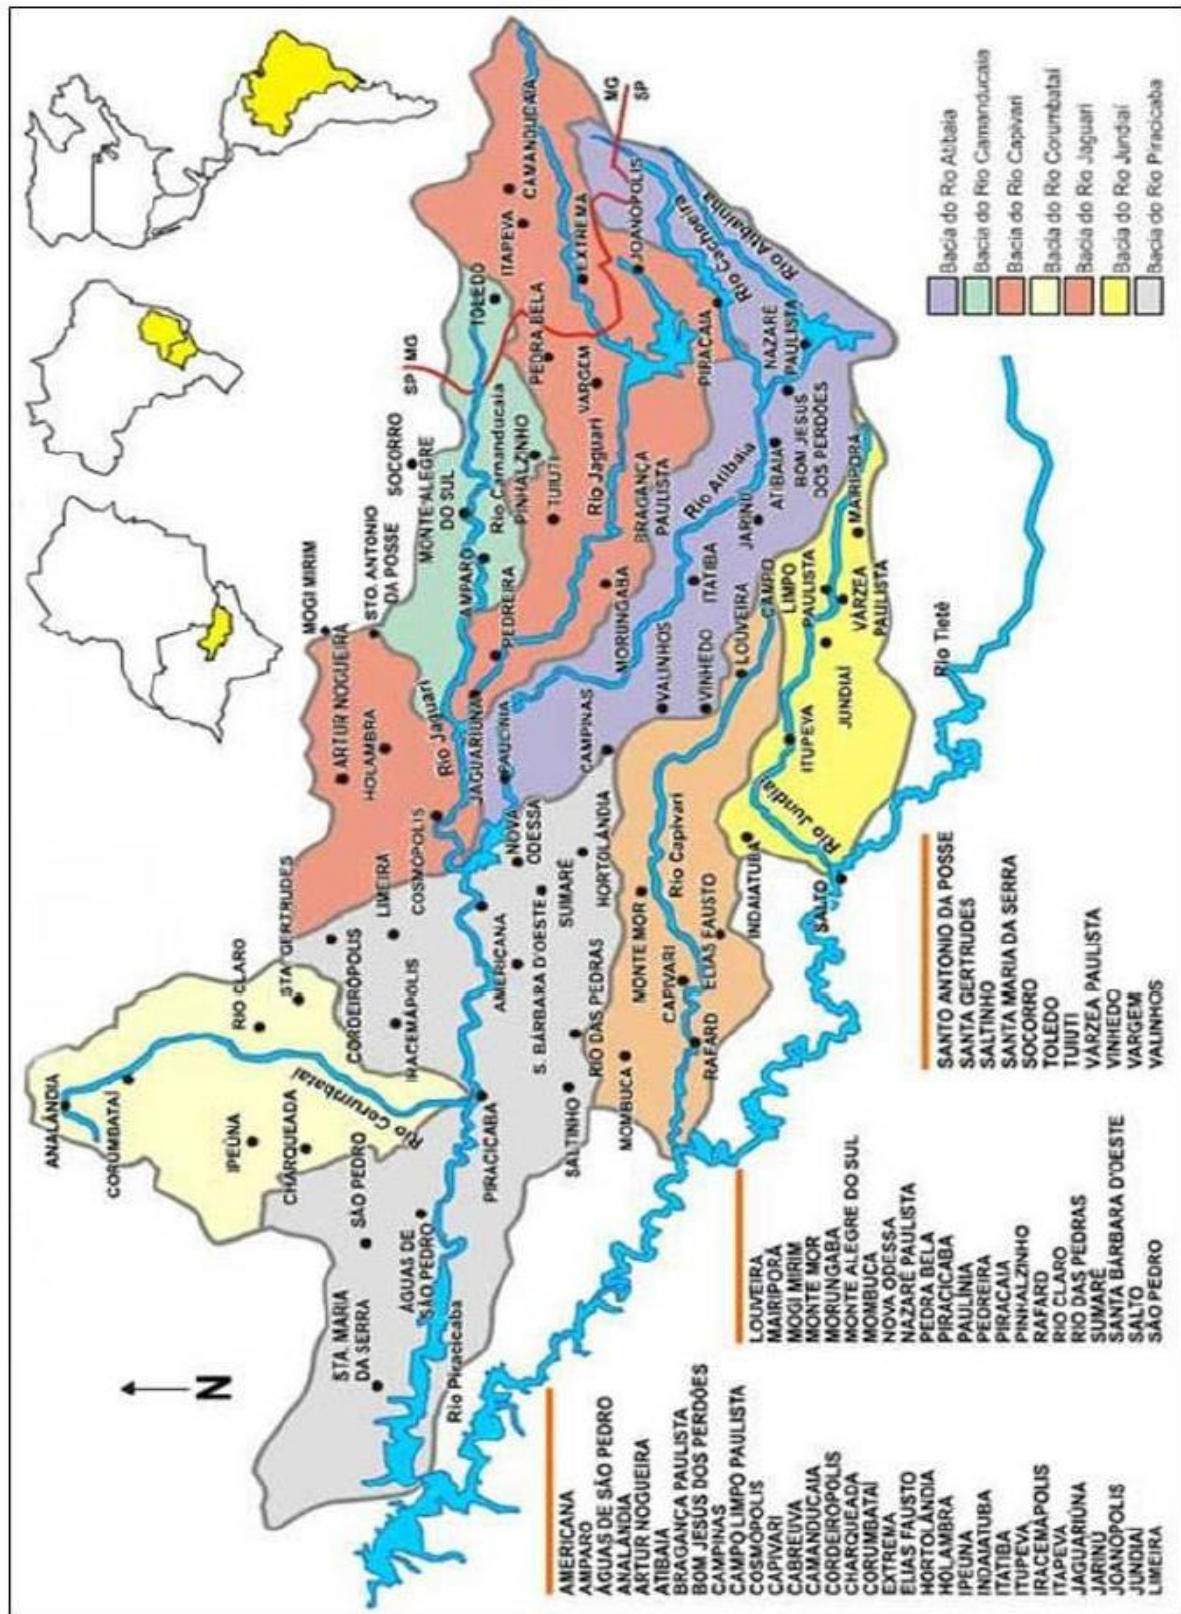 ANALÂNDIA
CORUMBATAÍ
RIO CLARO
IPEÚNA
STA. GERTRUDES
CHARQUEADA
Rio Corumbataí
CORDEIRÓPOLIS
IRACEMÁPOLIS
LIMEIRA
COSMÓPOLIS
ARTUR NOGUEIRA
HOLAMBRA
MOGI MIRIM
STO. ANTONIO
DA POSSE
SOCORRO
MONTE ALEGRE
DO SUL
SP
MG
Rio Jaguari
JAGUARIUNA
AMPARO
PEDREIRA
Rio Camanducaia
PINHALZINHO
TUIUTI
TOLEDO
ITAPEVA
CAMANDUCAIA
PEDRA BELA
VARGEM
EXTREMA
JOANÓPOLIS
MG
SP
Rio Jaguari
BRAGANÇA
PAULISTA
PIRACAIA
Rio Cachoeira
Rio Atibainha
NAZARÉ
PAULISTA
BOM JESUS
DOS PERDÕES
Rio Atibaia
ATIBAIA
JARINU
ITATIBA
MORUNGABA
VALINHOS
VINHEDO
LOUVEIRA
CAMPINAS
PAULÍNIA
NOVA
ODESSA
AMERICANA
S. BÁRBARA D'OESTE
SUMARÉ
HORTOLÂNDIA
STA. MARIA
DA SERRA
SÃO PEDRO
ÁGUAS DE
SÃO PEDRO
Rio Piracicaba
PIRACICABA
SALTINHO
RIO DAS PEDRAS
MOMBUCA
RAFARD
CAPIVARI
MONTE MOR
ELIAS FAUSTO
Rio Capivari
INDAIATUBA
SALTO
Rio Jundiaí
ITUPEVA
JUNDIAÍ
CAMPO
LIMPO
PAULISTA
VÁRZEA
PAULISTA
MAIRIPORÃ
Rio Tietê
N
AMERICANA
AMPARO
ÁGUAS DE SÃO PEDRO
ANALÂNDIA
ARTUR NOGUEIRA
ATIBAIA
BRAGANÇA PAULISTA
BOM JESUS DOS PERDÕES
CAMPINAS
CAMPO LIMPO PAULISTA
COSMÓPOLIS
CAPIVARI
CABREUVA
CAMANDUCAIA
CORDEIRÓPOLIS
CHARQUEADA
CORUMBATAÍ
EXTREMA
ELIAS FAUSTO
HORTOLÂNDIA
HOLAMBRA
IPEÚNA
INDAIATUBA
ITATIBA
ITUPEVA
IRACEMÁPOLIS
ITAPEVA
JAGUARIÚNA
JARINU
JOANOPOLIS
JUNDIAÍ
LIMEIRA
LOUVEIRA
MAIRIPORÃ
MOGI MIRIM
MONTE MOR
MORUNGABA
MONTE ALEGRE DO SUL
MOMBUCA
NOVA ODESSA
NAZARÉ PAULISTA
PEDRA BELA
PIRACICABA
PAULÍNIA
PEDREIRA
PIRACAIA
PINHALZINHO
RAFARD
RIO CLARO
RIO DAS PEDRAS
SUMARÉ
SANTA BÁRBARA D'OESTE
SALTO
SÃO PEDRO
SANTO ANTONIO DA POSSE
SANTA GERTRUDES
SALTINHO
SANTA MARIA DA SERRA
SOCORRO
TOLEDO
TUIUTI
VÁRZEA PAULISTA
VINHEDO
VARGEM
VALINHOS
Bacia do Rio Atibaia
Bacia do Rio Camanducaia
Bacia do Rio Capivari
Bacia do Rio Corumbataí
Bacia do Rio Jaguari
Bacia do Rio Jundiaí
Bacia do Rio Piracicaba